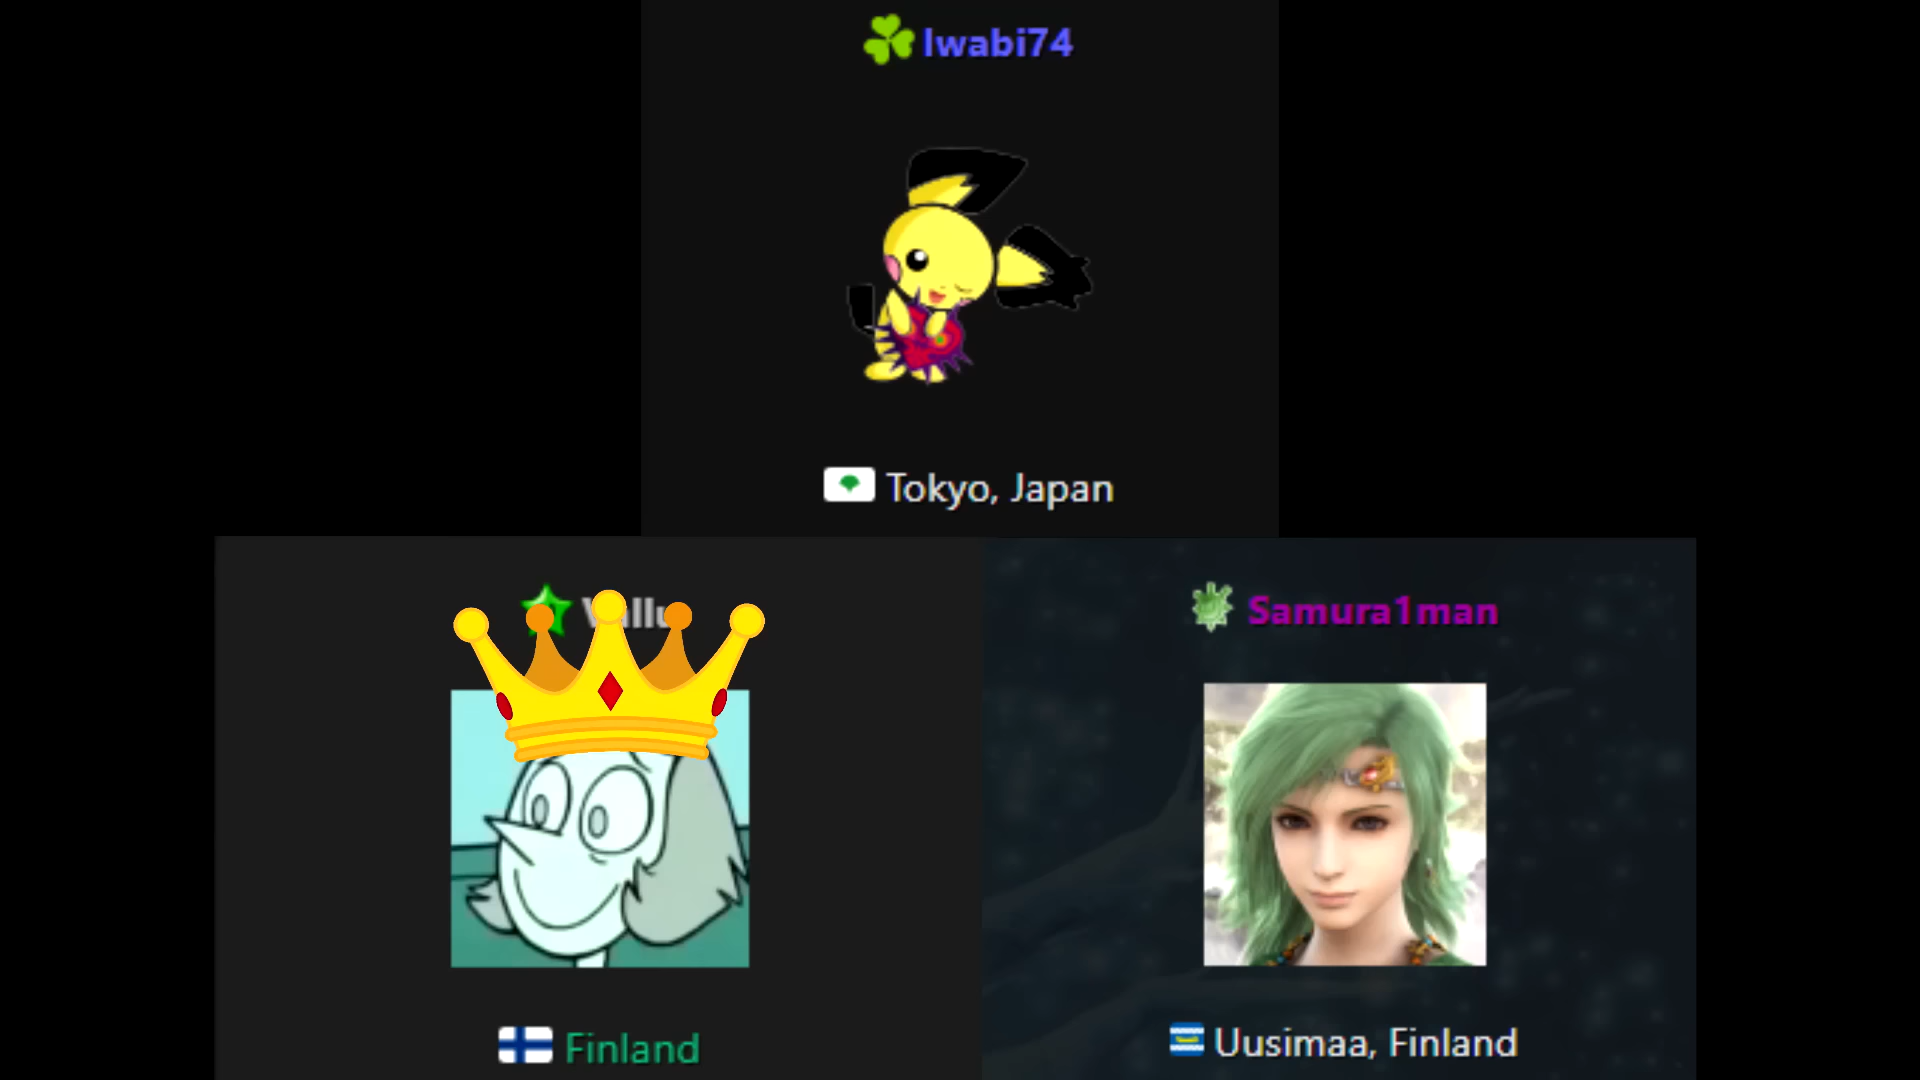 Iwabi74
Tokyo, Japan
Samura1man
Finland
Uusimaa, Finland